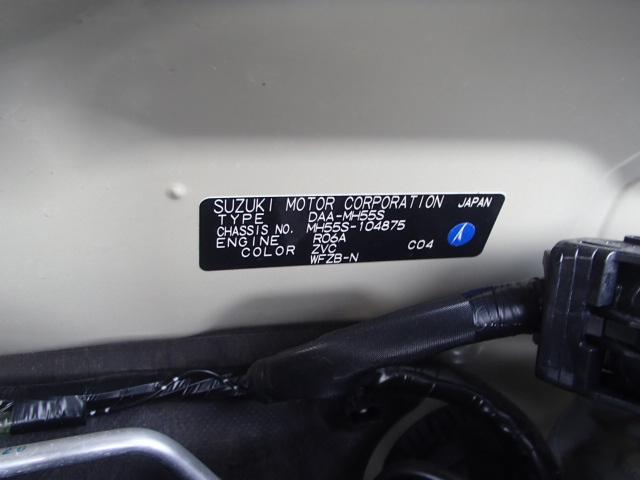 SUZUKI MOTOR CORPORATION JAPAN
TYPE DAA-MH55S
CHASSIS NO. MH55S-104875
ENGINE R06A
COLOR ZVC C04
WFZB-N